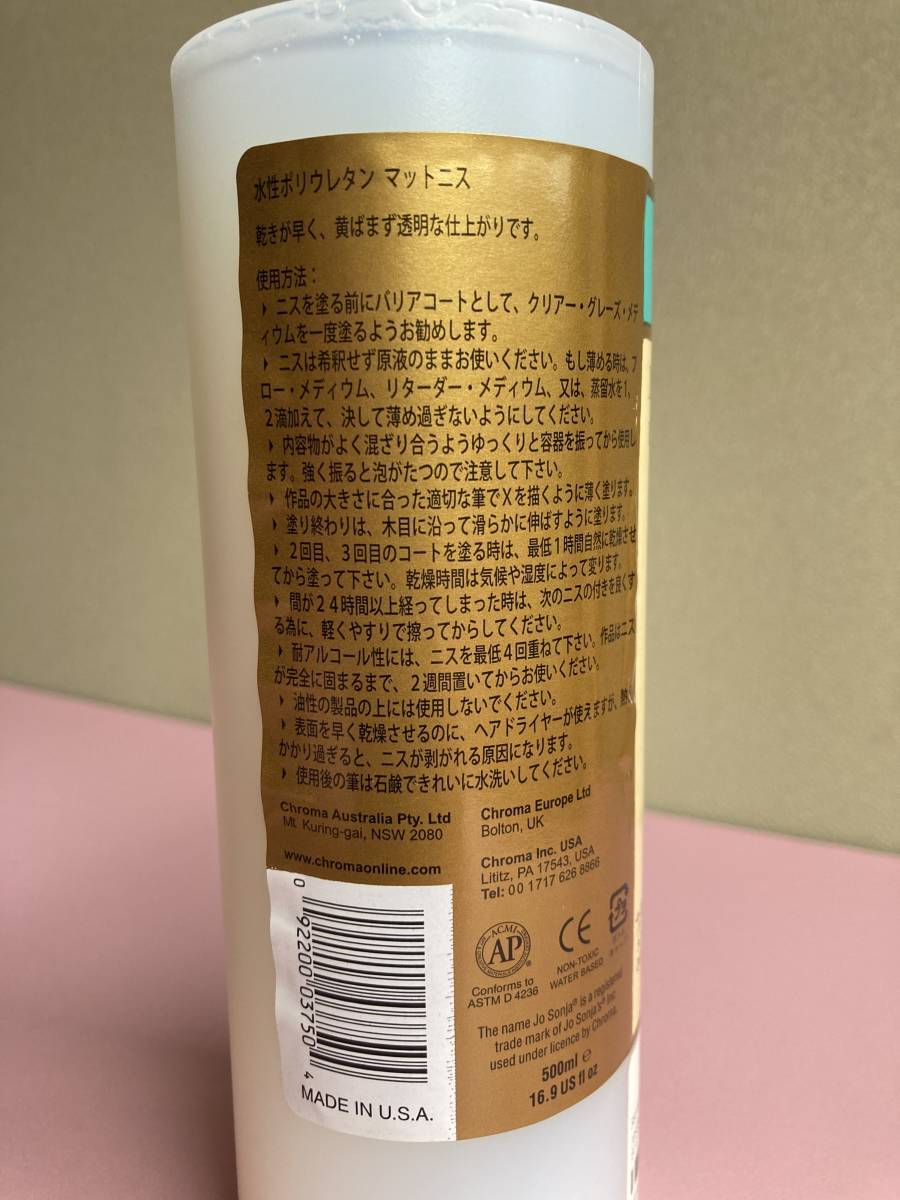 水性ポリウレタン マットニス
乾きが早く、黄ばまず透明な仕上がりです。
使用方法：
▶ ニスを塗る前にバリアコートとして、クリアー・グレーズ・メデ
ィウムを一度塗るようお勧めします。
▶ ニスは希釈せず原液のままお使いください。もし薄める時は、フ
ロー・メディウム、リターダー・メディウム、又は、蒸留水を1、
2滴加えて、決して薄め過ぎないようにしてください。
▶ 内容物がよく混ざり合うようゆっくりと容器を振ってから使用し
ます。強く振ると泡がたつので注意して下さい。
▶ 作品の大きさに合った適切な筆でXを描くように薄く塗ります。
▶ 塗り終わりは、木目に沿って滑らかに伸ばすように塗ります。
▶ 2回目、3回目のコートを塗る時は、最低1時間自然に乾燥させ
てから塗って下さい。乾燥時間は気候や湿度によって変ります。
▶ 間が24時間以上経ってしまった時は、次のニスの付きを良くす
る為に、軽くやすりで擦ってからしてください。
▶ 耐アルコール性には、ニスを最低4回重ねて下さい。作品はニス
が完全に固まるまで、2週間置いてからお使いください。
▶ 油性の製品の上には使用しないでください。
▶ 表面を早く乾燥させるのに、ヘアドライヤーが使えますが、熱
かかり過ぎると、ニスが剥がれる原因になります。
▶ 使用後の筆は石鹸できれいに水洗いしてください。
Chroma Australia Pty. Ltd
Mt. Kuring-gai, NSW 2080
www.chromaonline.com
Chroma Europe Ltd
Bolton, UK
Chroma Inc. USA
Lititz, PA 17543, USA
Tel: 00 1717 626 8866
ACMI
AP
Conforms to
ASTM D 4236
CE
NON-TOXIC
WATER BASED
The name Jo Sonja® is a registered
trade mark of Jo Sonja's® Inc
used under licence by Chroma.
500ml e
16.9 US fl oz
0 92200 03750 4
MADE IN U.S.A.